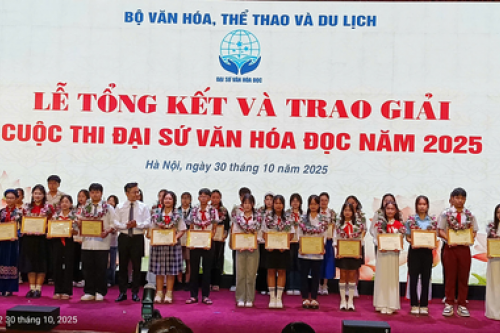 BỘ VĂN HÓA, THỂ THAO VÀ DU LỊCH
ĐẠI SỨ VĂN HÓA ĐỌC
LỄ TỔNG KẾT VÀ TRAO GIẢI
CUỘC THI ĐẠI SỨ VĂN HÓA ĐỌC NĂM 2025
Hà Nội, ngày 30 tháng 10 năm 2025
30 thg 10, 2025